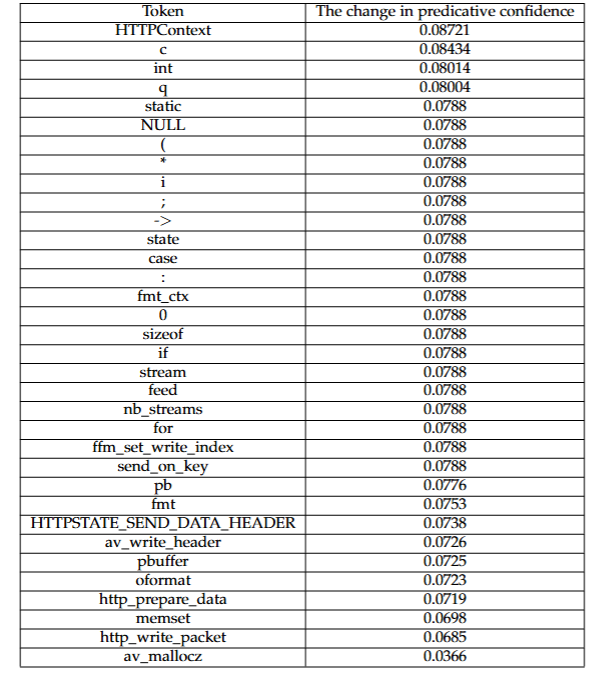 Token The change in predicative confidence
HTTPContext 0.08721
c 0.08434
int 0.08014
q 0.08004
static 0.0788
NULL 0.0788
( 0.0788
* 0.0788
i 0.0788
; 0.0788
-> 0.0788
state 0.0788
case 0.0788
: 0.0788
fmt_ctx 0.0788
0 0.0788
sizeof 0.0788
if 0.0788
stream 0.0788
feed 0.0788
nb_streams 0.0788
for 0.0788
ffm_set_write_index 0.0788
send_on_key 0.0788
pb 0.0776
fmt 0.0753
HTTPSTATE_SEND_DATA_HEADER 0.0738
av_write_header 0.0726
pbuffer 0.0725
oformat 0.0723
http_prepare_data 0.0719
memset 0.0698
http_write_packet 0.0685
av_mallocz 0.0366